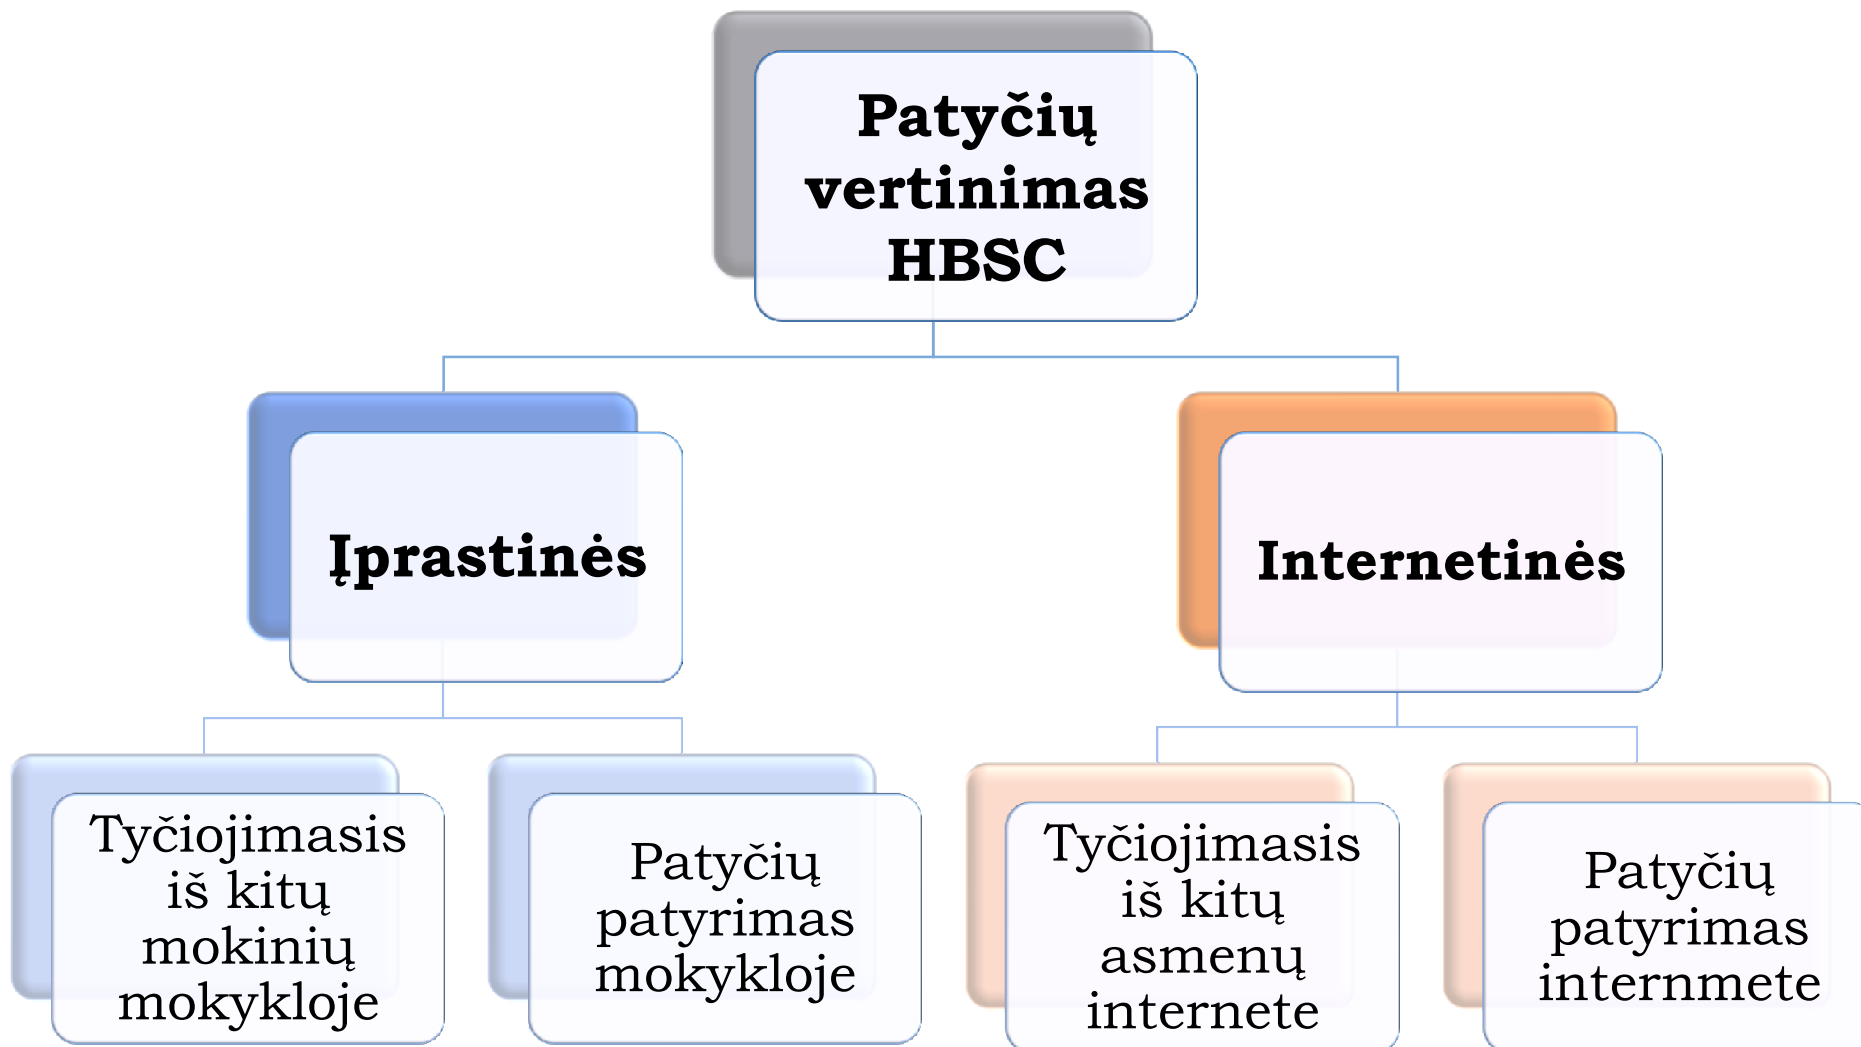 Patyčių
vertinimas
HBSC
Įprastinės
Internetinės
Tyčiojimasis
iš kitų
mokinių
mokykloje
Patyčių
patyrimas
mokykloje
Tyčiojimasis
iš kitų
asmenų
internete
Patyčių
patyrimas
internmete